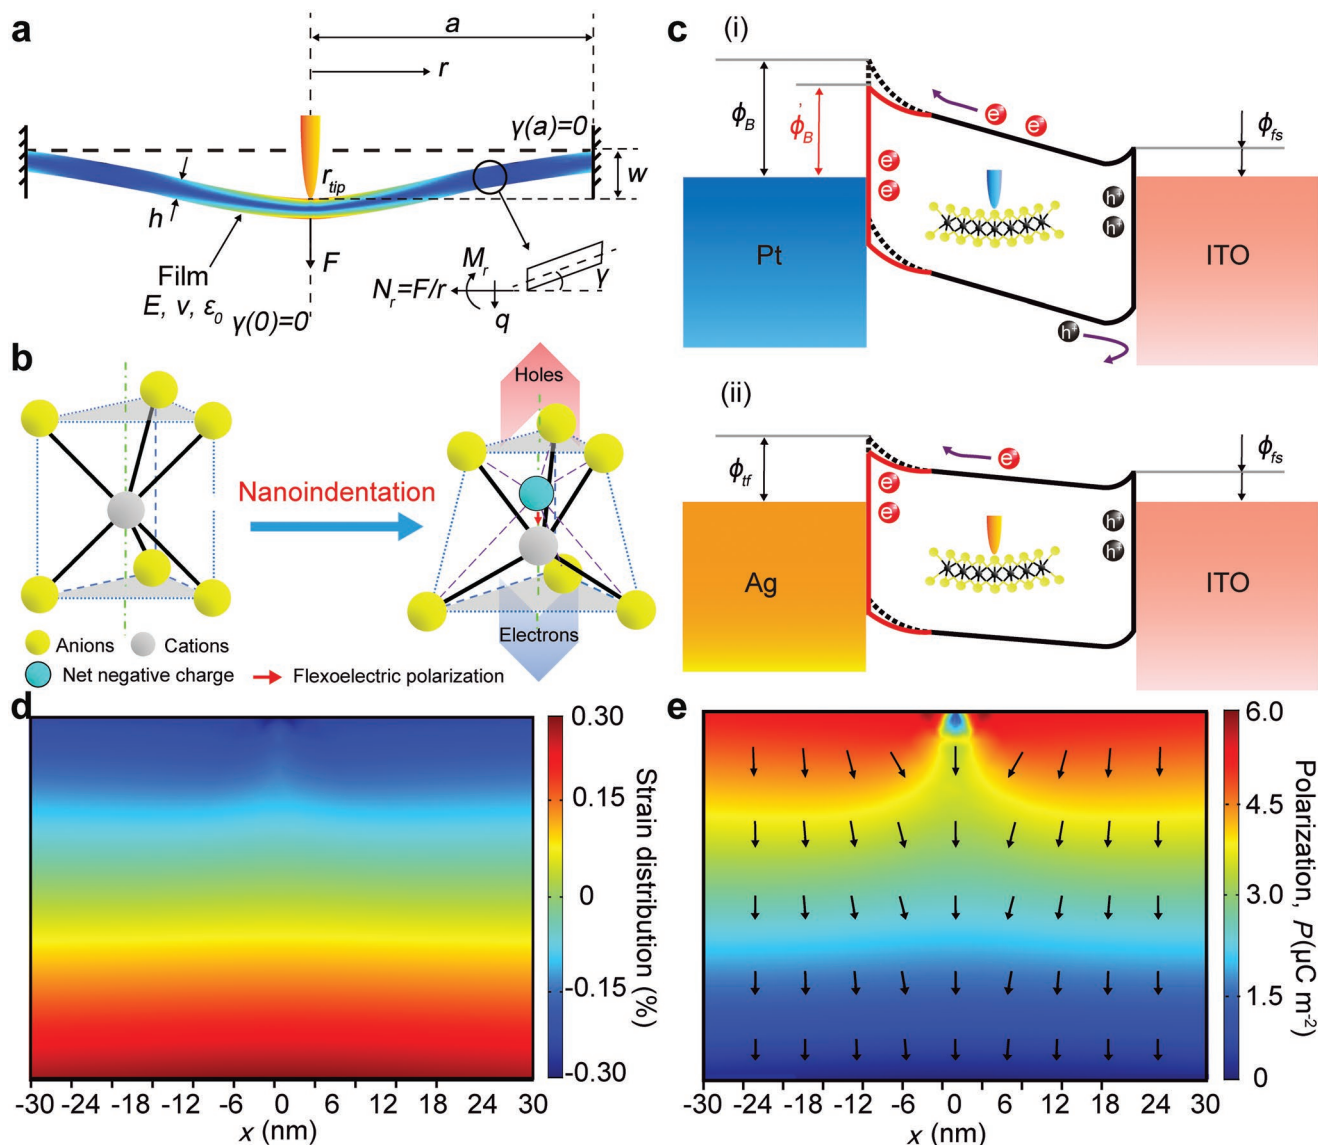 a
a
r
γ(a)=0
r_tip
w
h
F
Film
E, ν, ε₀
γ(0)=0
M_r
N_r=F/r
q
γ
b
Holes
Nanoindentation
Electrons
Anions
Cations
Net negative charge
Flexoelectric polarization
c
(i)
ϕ_B
ϕ'_B
e⁻
e⁻
e⁻
e⁻
ϕ_fs
h⁺
h⁺
h⁺
Pt
ITO
(ii)
ϕ_tf
e⁻
e⁻
e⁻
ϕ_fs
h⁺
h⁺
Ag
ITO
d
0.30
0.15
0
-0.15
-0.30
Strain distribution (%)
-30 -24 -18 -12 -6 0 6 12 18 24 30
x (nm)
e
6.0
4.5
3.0
1.5
0
Polarization, P(μC m⁻²)
-30 -24 -18 -12 -6 0 6 12 18 24 30
x (nm)